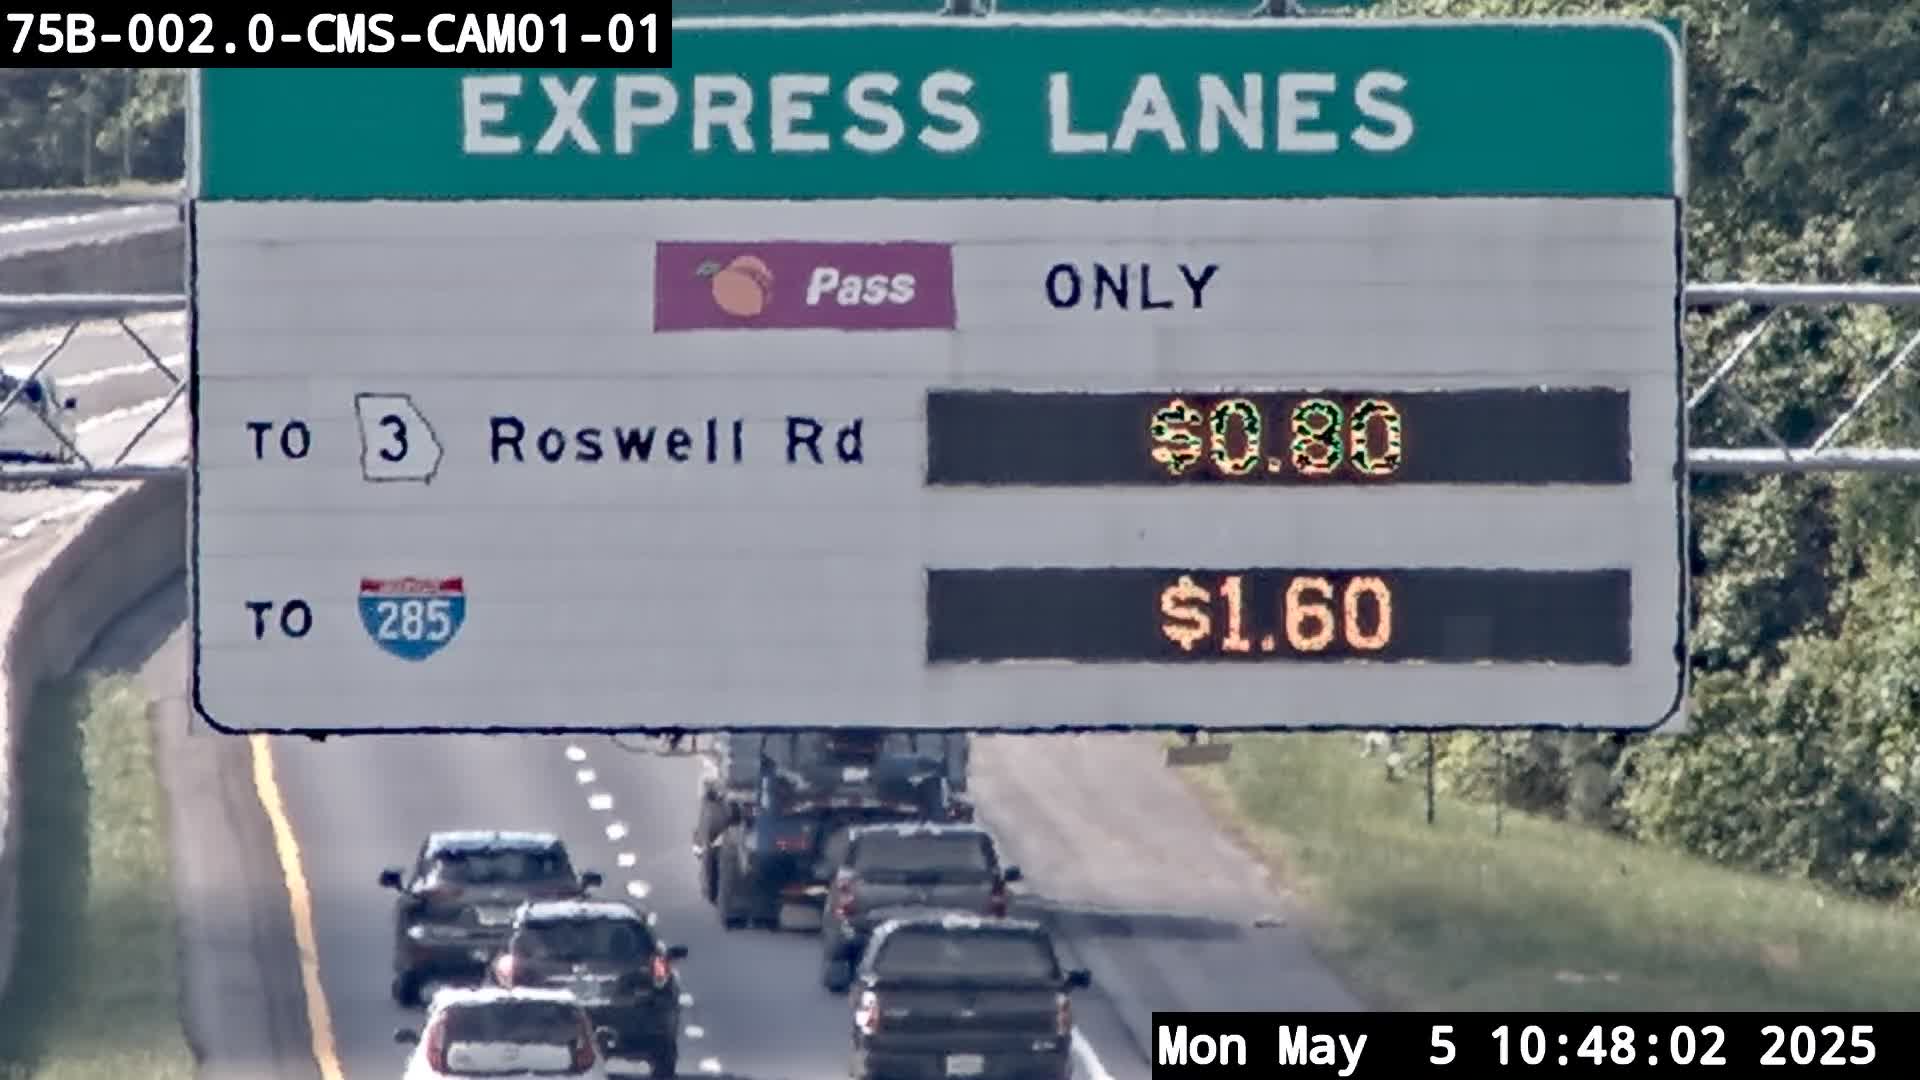 75B-002.0-CMS-CAM01-01
EXPRESS LANES
Pass ONLY
TO 3 Roswell Rd $0.80
TO 285 $1.60
Mon May 5 10:48:02 2025